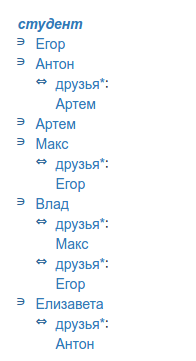 студент
∍ Егор
∍ Антон
⇔ друзья*:
Артем
∍ Артем
∍ Макс
⇔ друзья*:
Егор
∍ Влад
⇔ друзья*:
Макс
⇔ друзья*:
Егор
∍ Елизавета
⇔ друзья*:
Антон